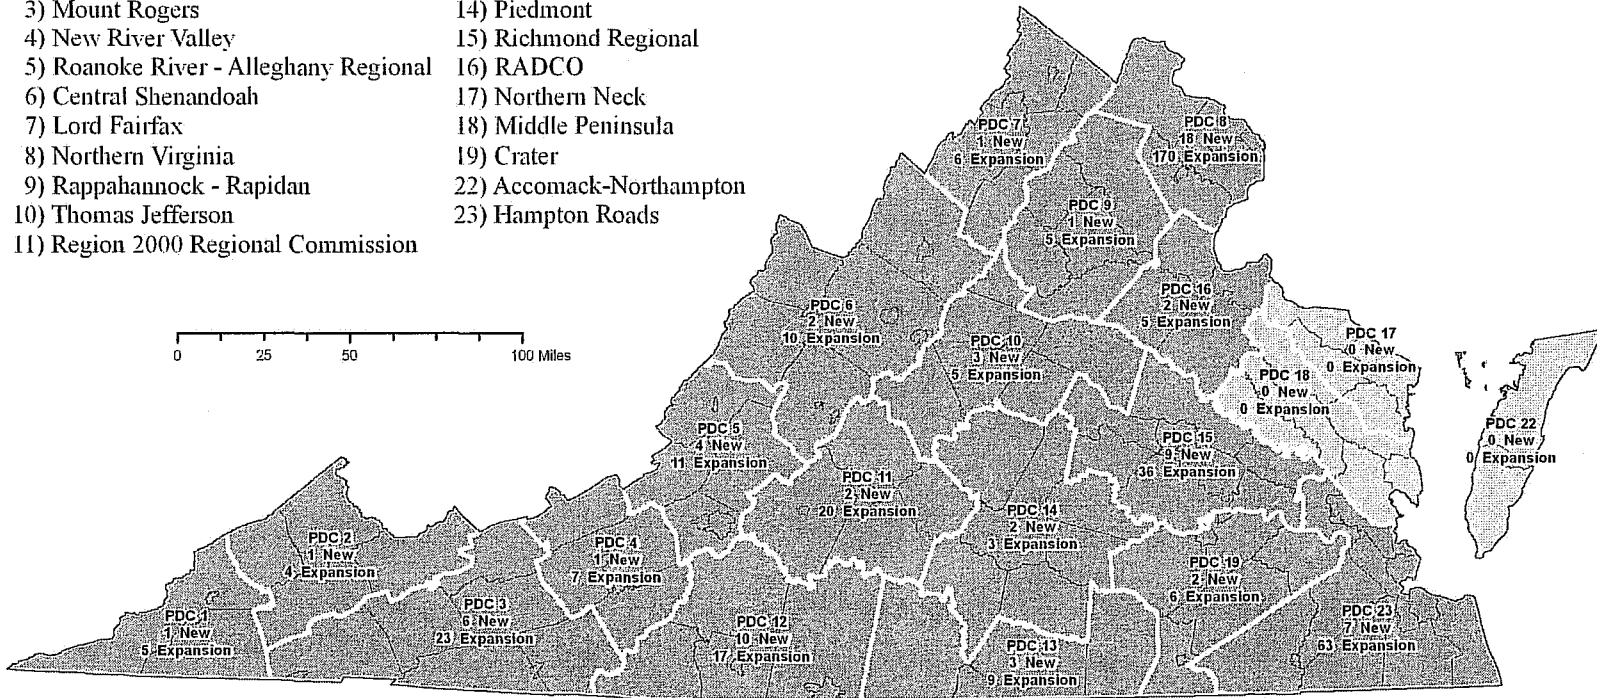 3) Mount Rogers
4) New River Valley
5) Roanoke River - Alleghany Regional
6) Central Shenandoah
7) Lord Fairfax
8) Northern Virginia
9) Rappahannock - Rapidan
10) Thomas Jefferson
11) Region 2000 Regional Commission
14) Piedmont
15) Richmond Regional
16) RADCO
17) Northern Neck
18) Middle Peninsula
19) Crater
22) Accomack-Northampton
23) Hampton Roads
0 25 50 100 Miles
PDC 7
1 New
6 Expansion
PDC 8
18 New
170 Expansion
PDC 9
1 New
5 Expansion
PDC 6
2 New
10 Expansion
PDC 16
2 New
5 Expansion
PDC 10
3 New
5 Expansion
PDC 17
0 New
0 Expansion
PDC 18
0 New
0 Expansion
PDC 22
0 New
0 Expansion
PDC 5
4 New
11 Expansion
PDC 15
9 New
36 Expansion
PDC 11
2 New
20 Expansion
PDC 14
2 New
3 Expansion
PDC 2
1 New
4 Expansion
PDC 4
1 New
7 Expansion
PDC 19
2 New
6 Expansion
PDC 1
1 New
5 Expansion
PDC 3
6 New
23 Expansion
PDC 12
10 New
17 Expansion
PDC 13
3 New
9 Expansion
PDC 23
7 New
63 Expansion